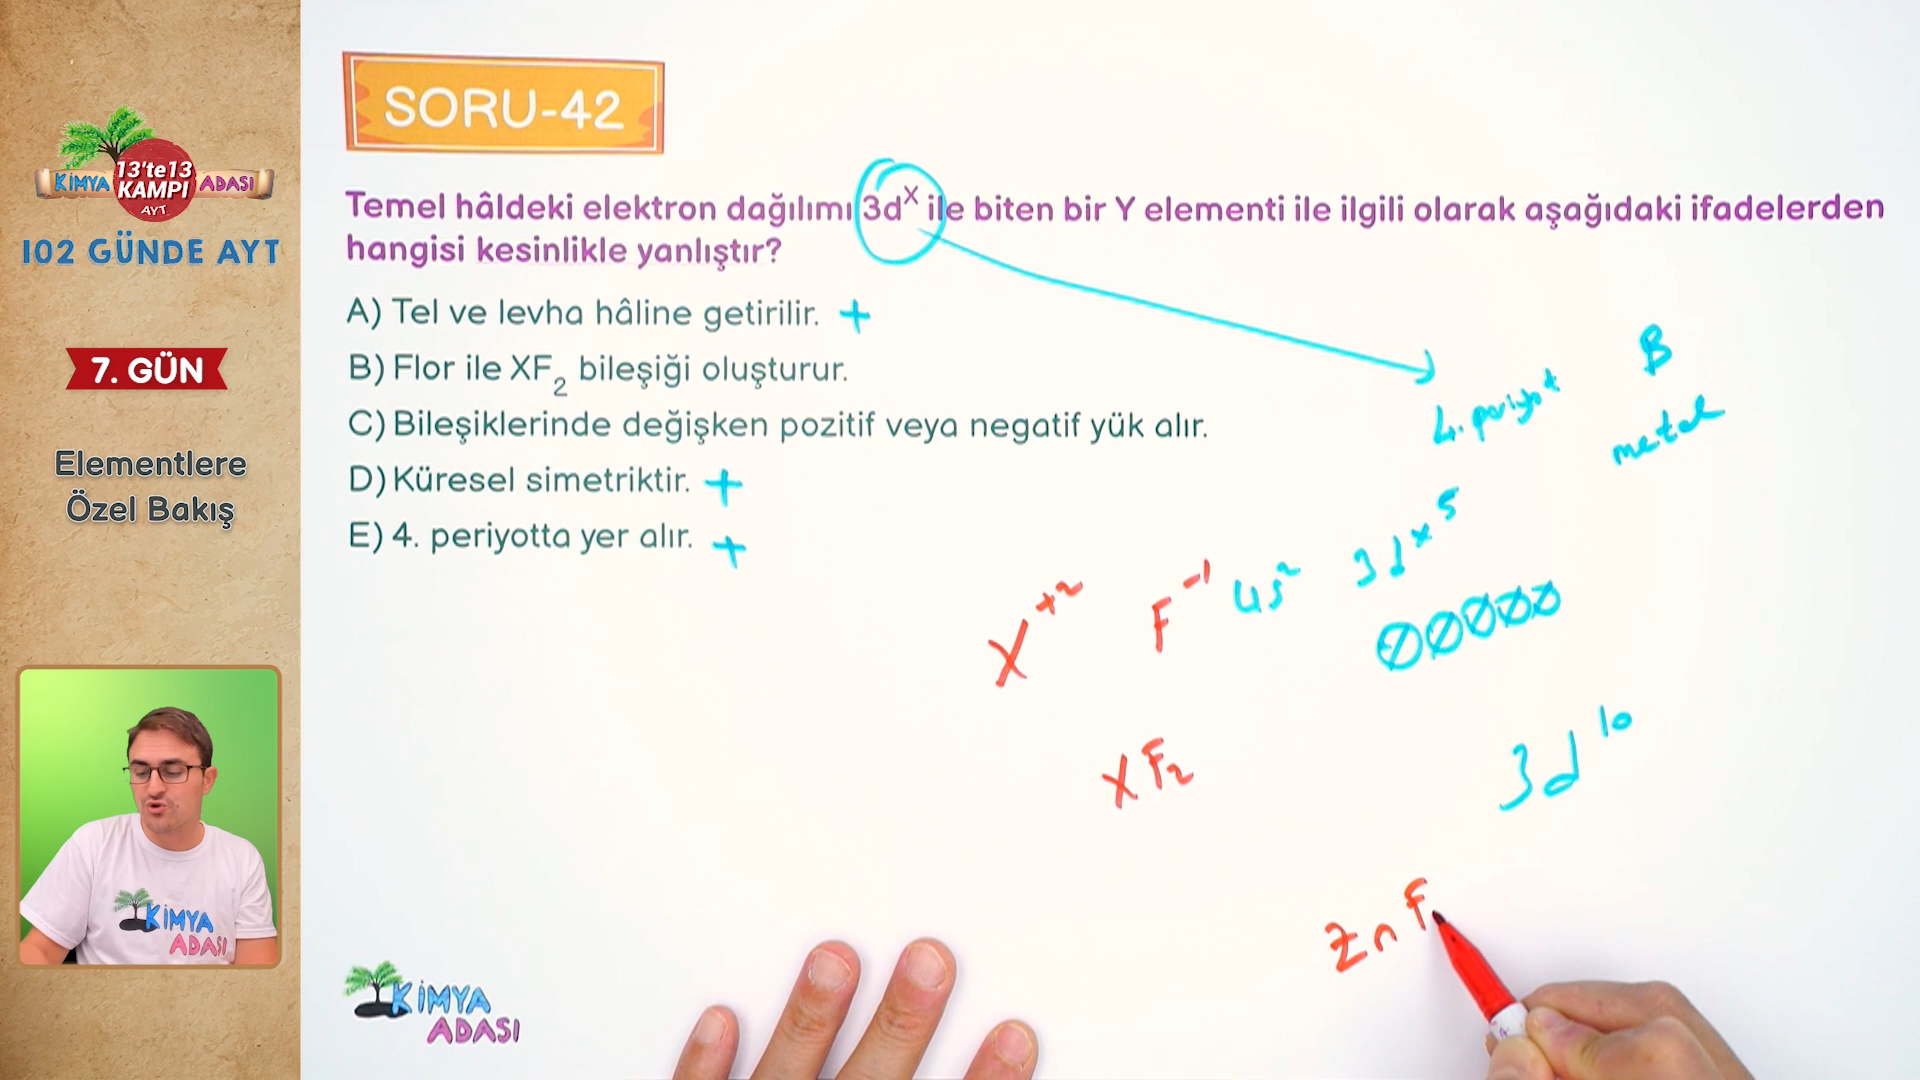 13'te13
KİMYA KAMPI ADASI
AYT
102 GÜNDE AYT
7. GÜN
Elementlere
Özel Bakış
KİMYA
ADASI
SORU-42
Temel hâldeki elektron dağılımı 3dˣ ile biten bir Y elementi ile ilgili olarak aşağıdaki ifadelerden
hangisi kesinlikle yanlıştır?
A) Tel ve levha hâline getirilir. +
B) Flor ile XF₂ bileşiği oluşturur.
C) Bileşiklerinde değişken pozitif veya negatif yük alır.
D) Küresel simetriktir. +
E) 4. periyotta yer alır. +
4. periyot B
metal
X⁺² F⁻¹ 4s² 3dˣ ⁵
XF₂
3d¹⁰
ZnF
KİMYA
ADASI